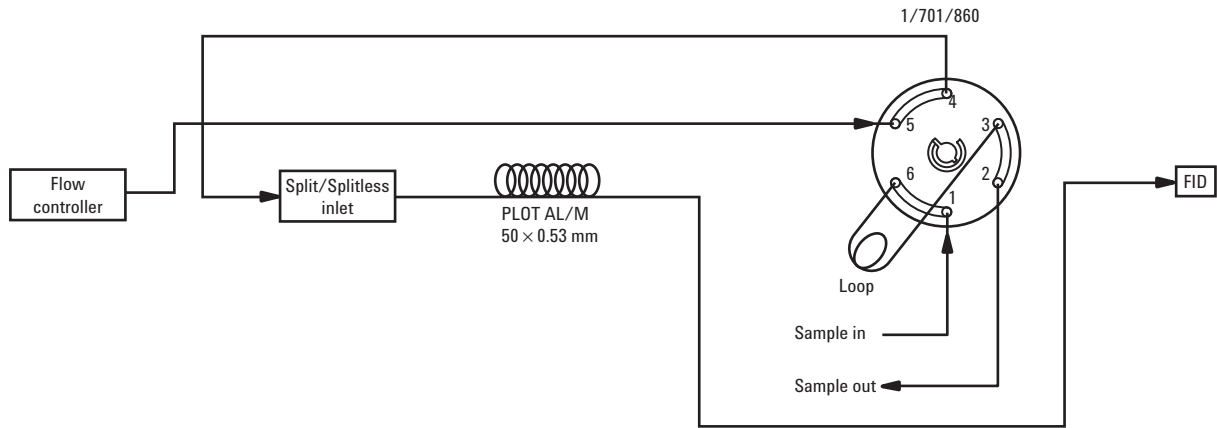 1/701/860
4
5
3
6
2
1
Flow
controller
Split/Splitless
inlet
PLOT AL/M
50 × 0.53 mm
FID
Loop
Sample in
Sample out